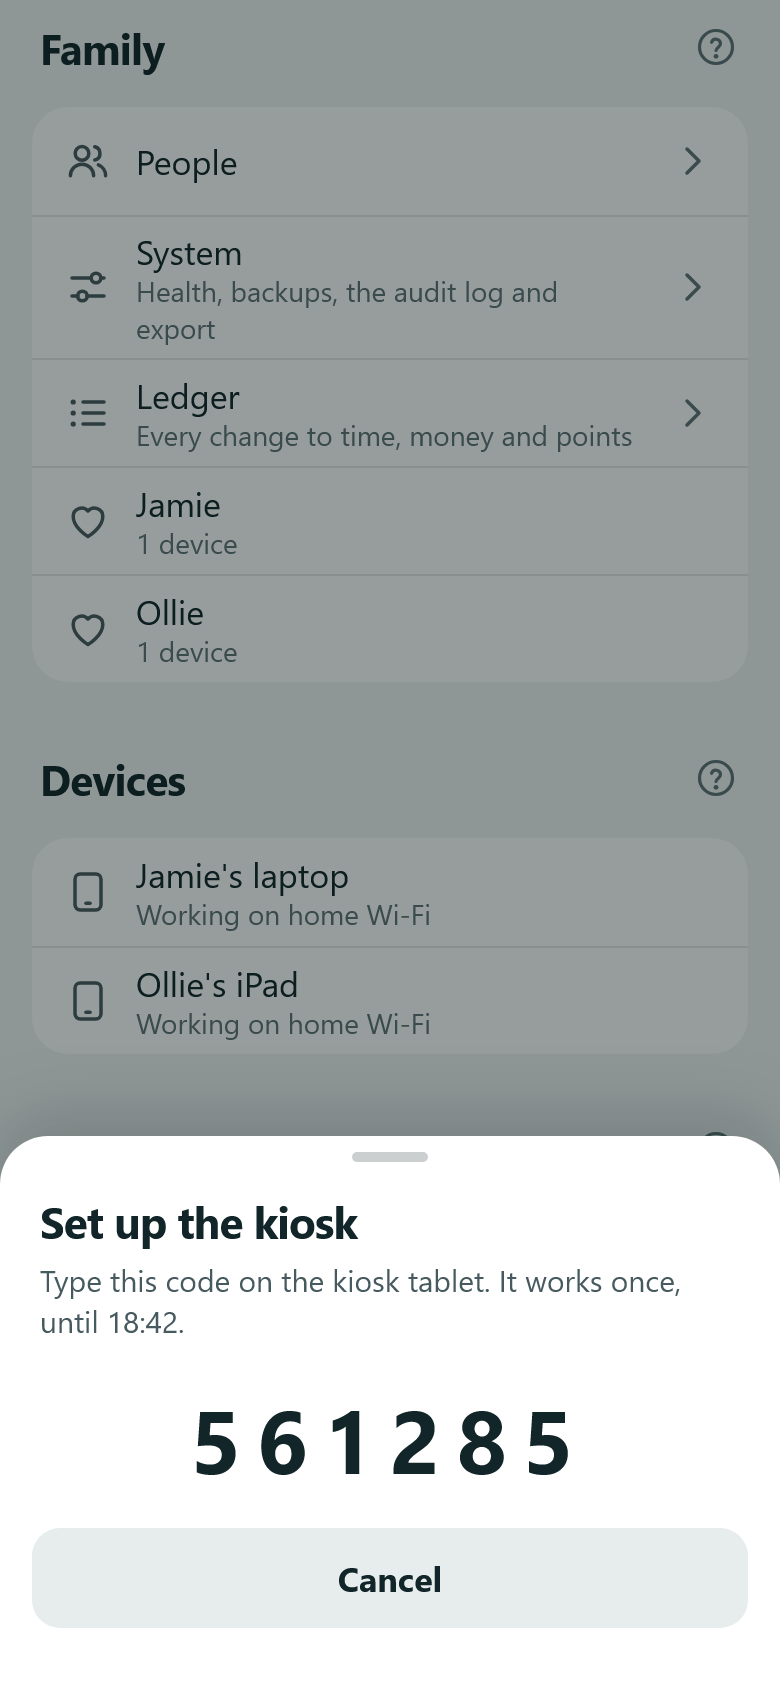 Family
People
System
Health, backups, the audit log and
export
Ledger
Every change to time, money and points
Jamie
1 device
Ollie
1 device
Devices
Jamie's laptop
Working on home Wi-Fi
Ollie's iPad
Working on home Wi-Fi
Set up the kiosk
Type this code on the kiosk tablet. It works once,
until 18:42.
561285
Cancel